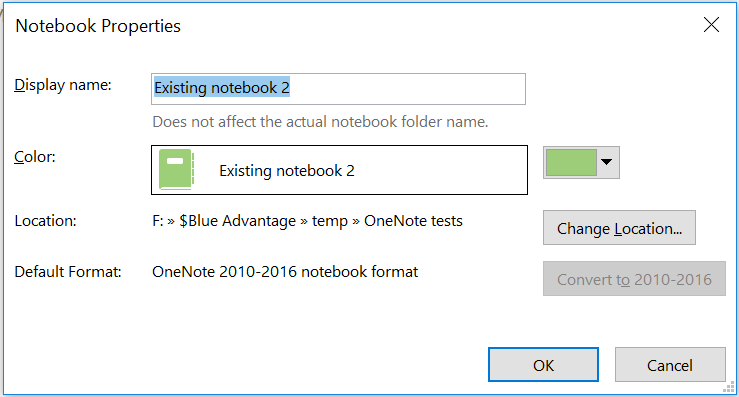 Notebook Properties
Display name: Existing notebook 2
Does not affect the actual notebook folder name.
Color: Existing notebook 2
Location: F: » $Blue Advantage » temp » OneNote tests Change Location...
Default Format: OneNote 2010-2016 notebook format Convert to 2010-2016
OK Cancel